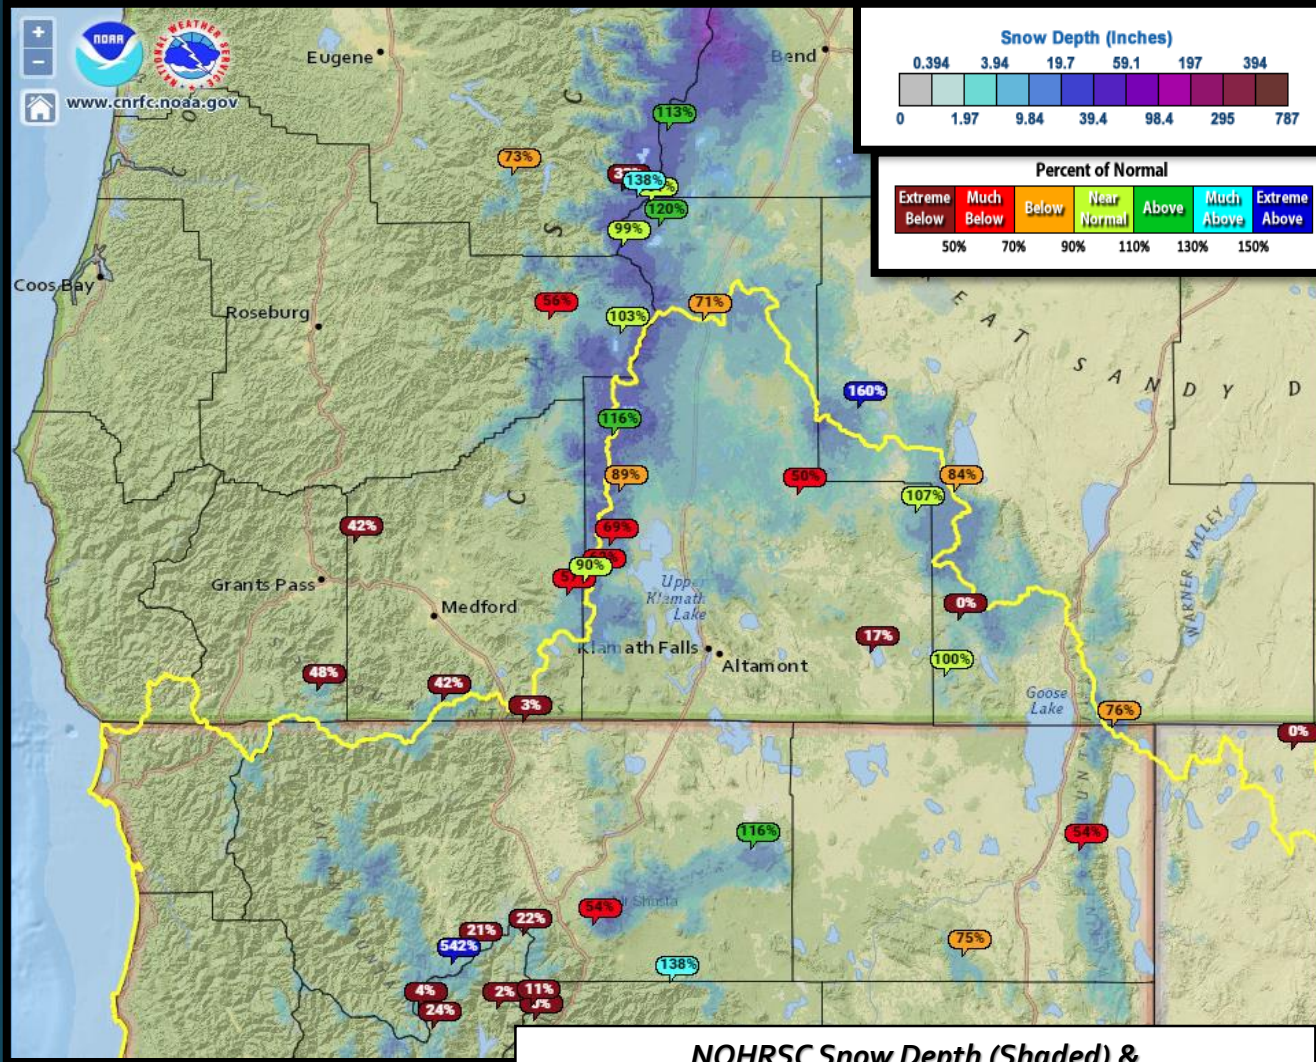 +
−
NOAA
NATIONAL WEATHER SERVICE
www.cnrfc.noaa.gov
Snow Depth (Inches)
0.394 3.94 19.7 59.1 197 394
0 1.97 9.84 39.4 98.4 295 787
Percent of Normal
Extreme Below
Much Below
Below
Near Normal
Above
Much Above
Extreme Above
50% 70% 90% 110% 130% 150%
Eugene
Bend
113%
73%
138%
120%
99%
Coos Bay
Roseburg
56%
103%
71%
E A T S A N D Y D
160%
116%
89%
50%
84%
107%
42%
69%
90%
Grants Pass
Medford
Upper
Klamath
Lake
WARNER VALLEY
0%
17%
Klamath Falls
Altamont
100%
48%
42%
3%
Goose
Lake
76%
0%
116%
54%
54%
Shasta
22%
21%
542%
75%
138%
4%
2%
11%
24%
NOHRSC Snow Depth (Shaded) &